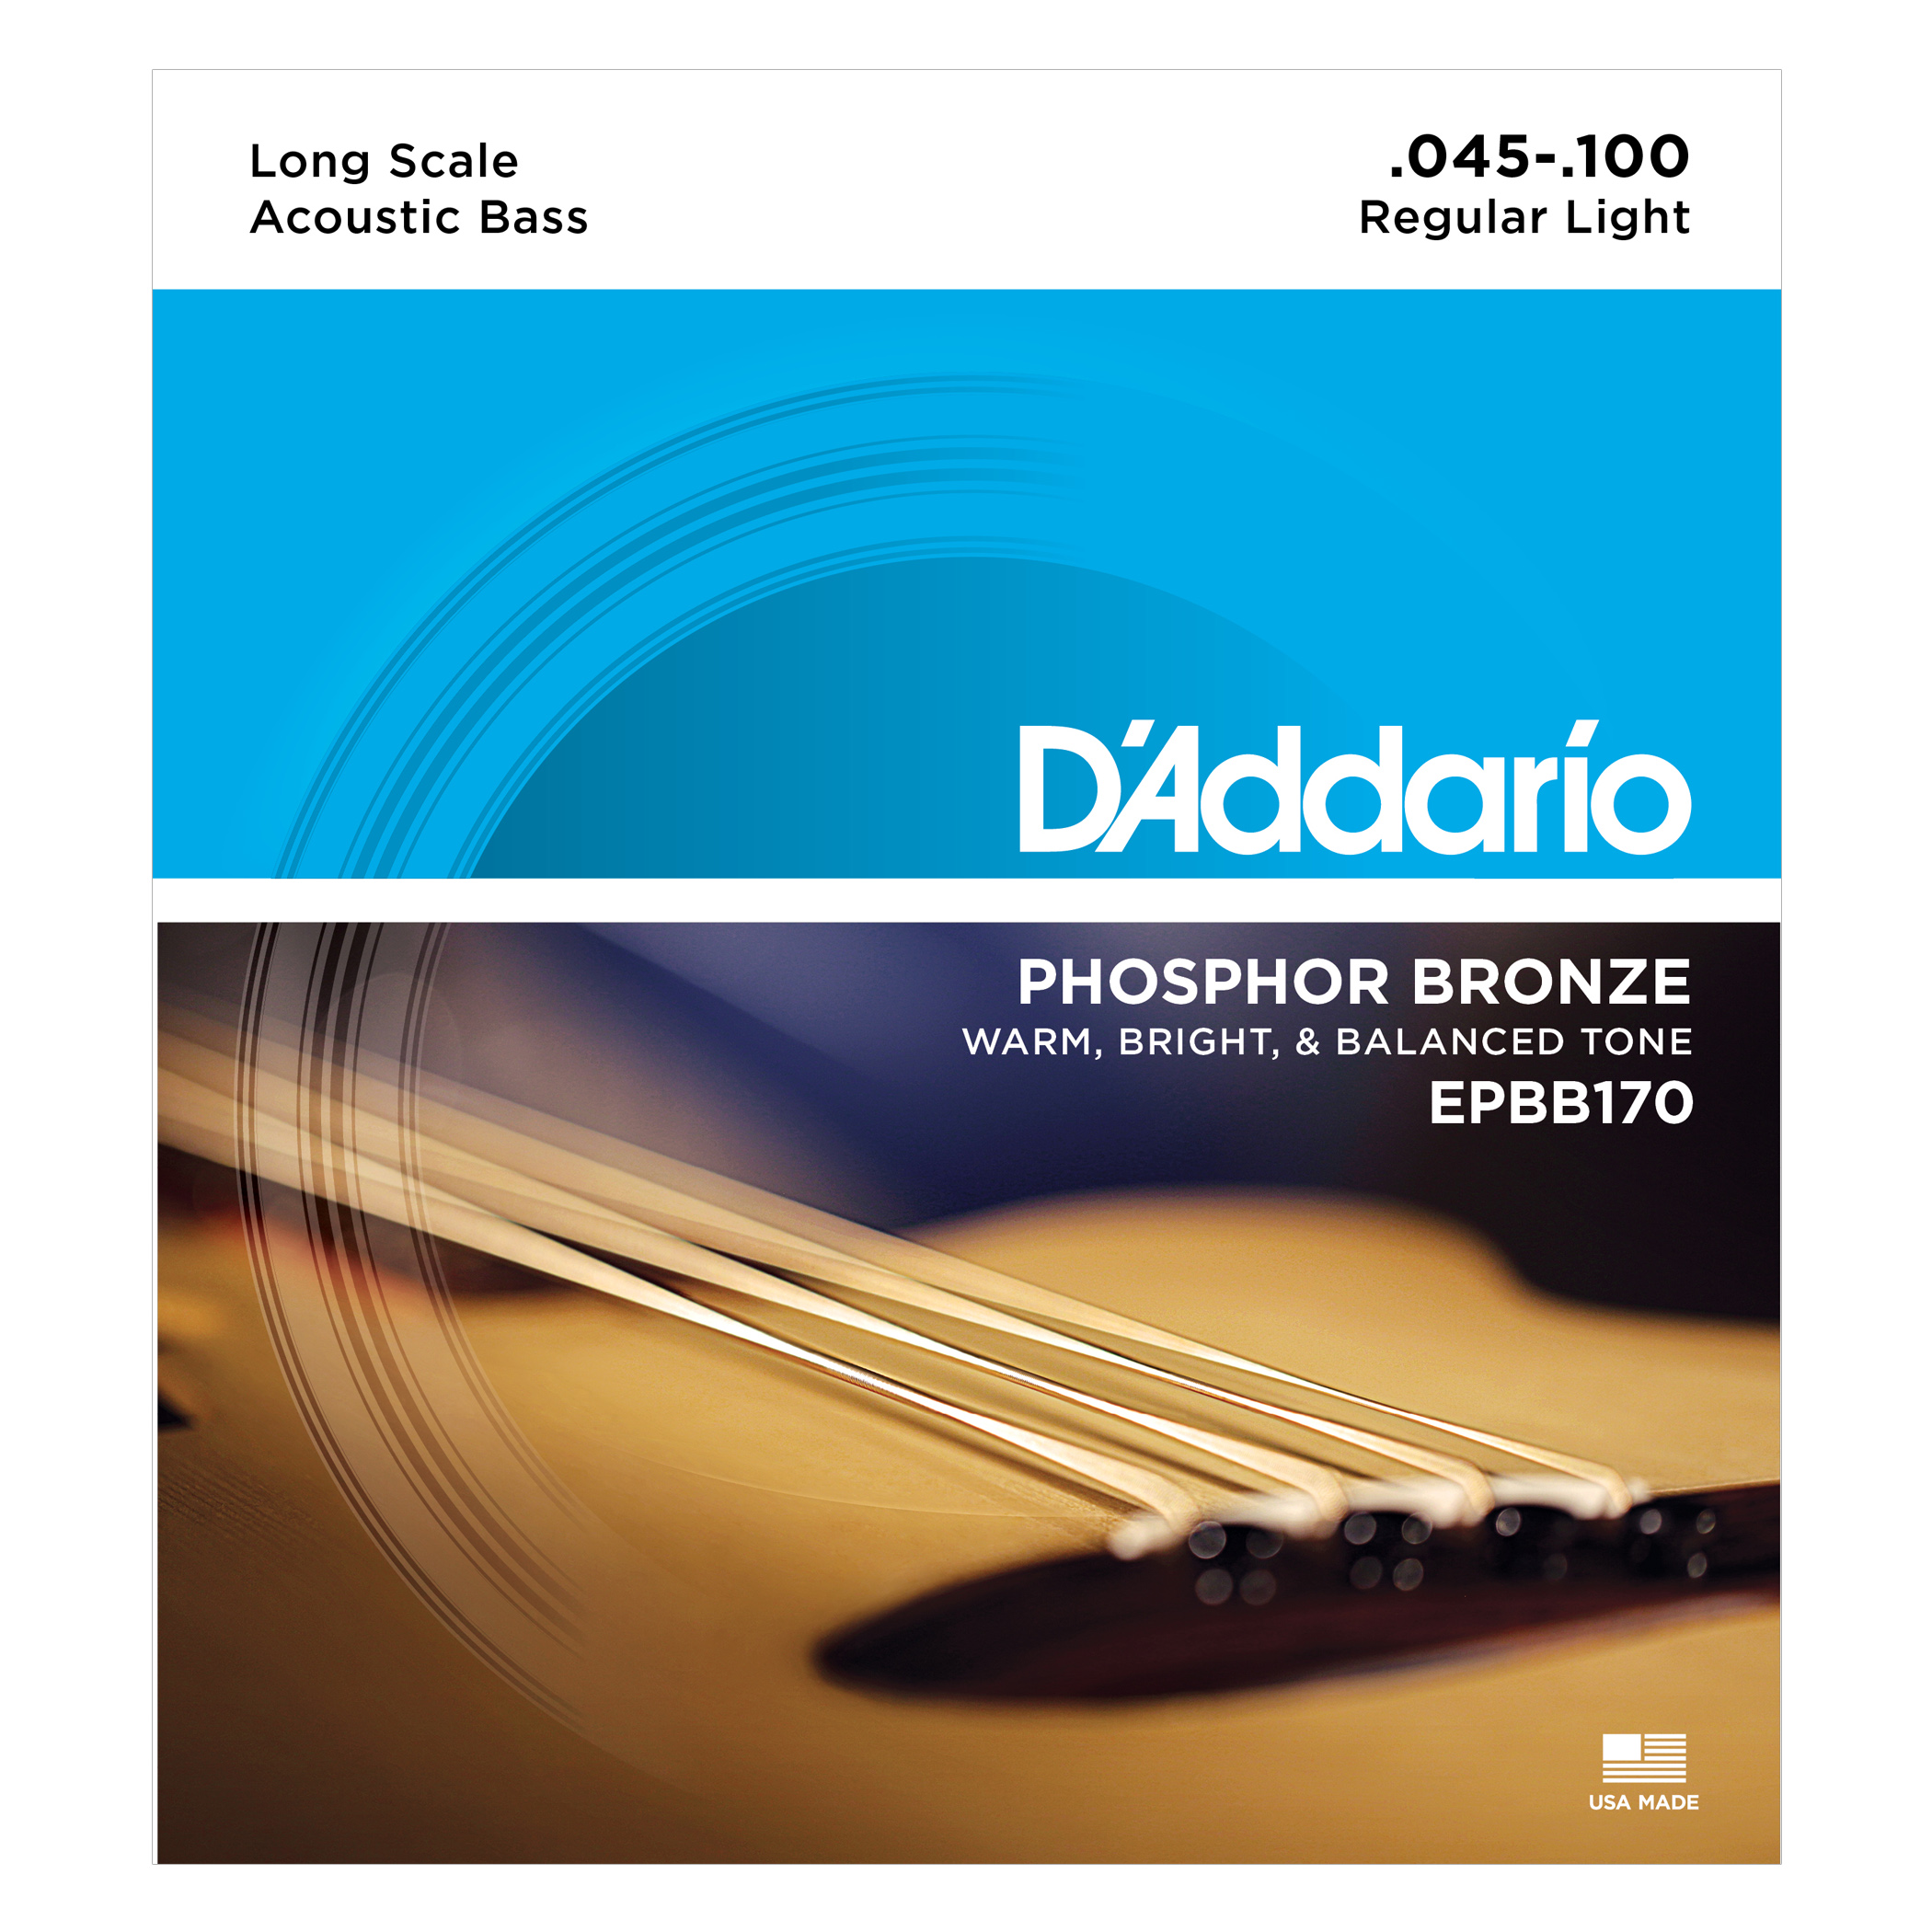 Long Scale
Acoustic Bass
.045-.100
Regular Light
D'Addario
PHOSPHOR BRONZE
WARM, BRIGHT, & BALANCED TONE
EPBB170
USA MADE